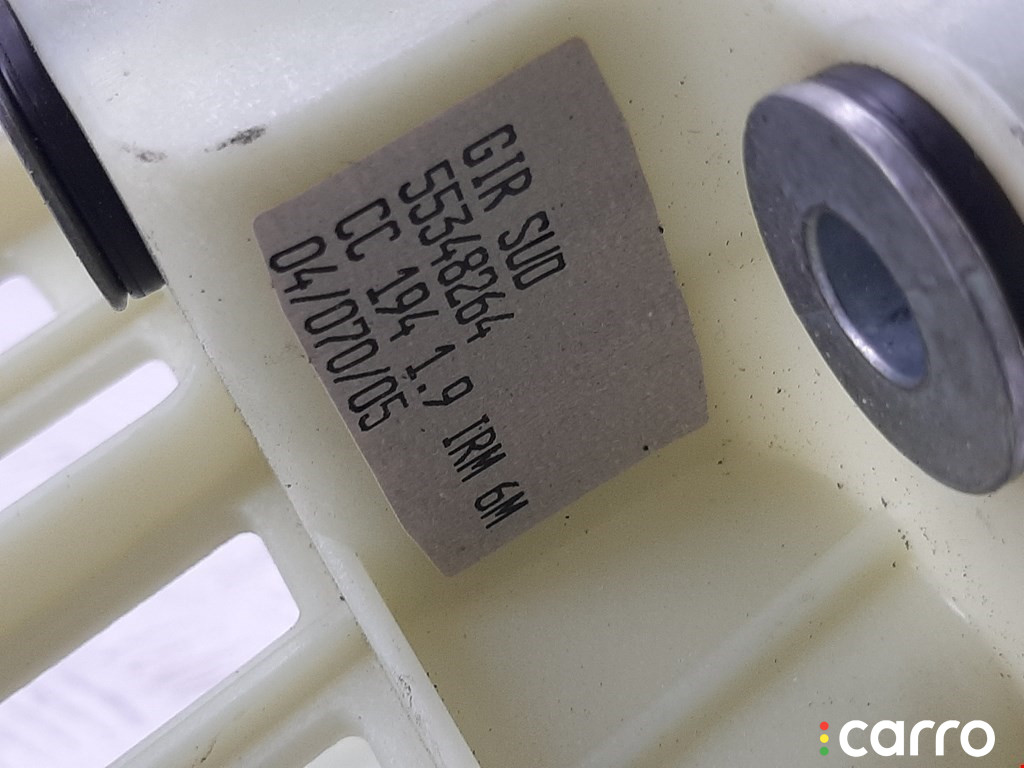 GIR SUD
55348264
CC 194 1.9 IRM 6M
04/070/05
carro